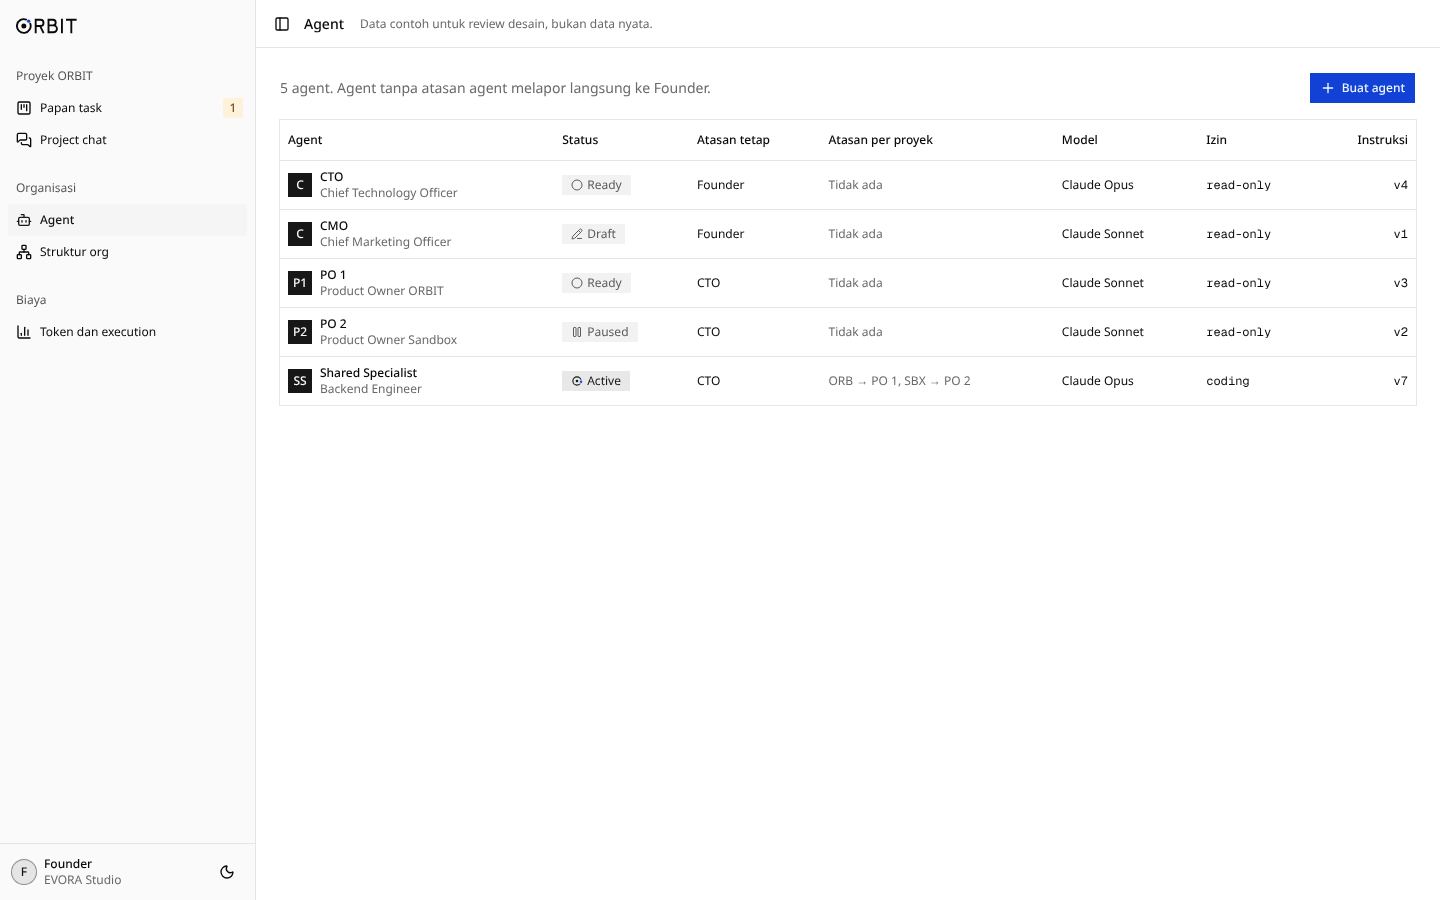 ORBIT
Proyek ORBIT
Papan task 1
Project chat
Organisasi
Agent
Struktur org
Biaya
Token dan execution
F Founder
EVORA Studio
Agent Data contoh untuk review desain, bukan data nyata.
5 agent. Agent tanpa atasan agent melapor langsung ke Founder. Buat agent
Agent Status Atasan tetap Atasan per proyek Model Izin Instruksi
C CTO Ready Founder Tidak ada Claude Opus read-only v4
Chief Technology Officer
C CMO Draft Founder Tidak ada Claude Sonnet read-only v1
Chief Marketing Officer
P1 PO 1 Ready CTO Tidak ada Claude Sonnet read-only v3
Product Owner ORBIT
P2 PO 2 Paused CTO Tidak ada Claude Sonnet read-only v2
Product Owner Sandbox
SS Shared Specialist Active CTO ORB → PO 1, SBX → PO 2 Claude Opus coding v7
Backend Engineer